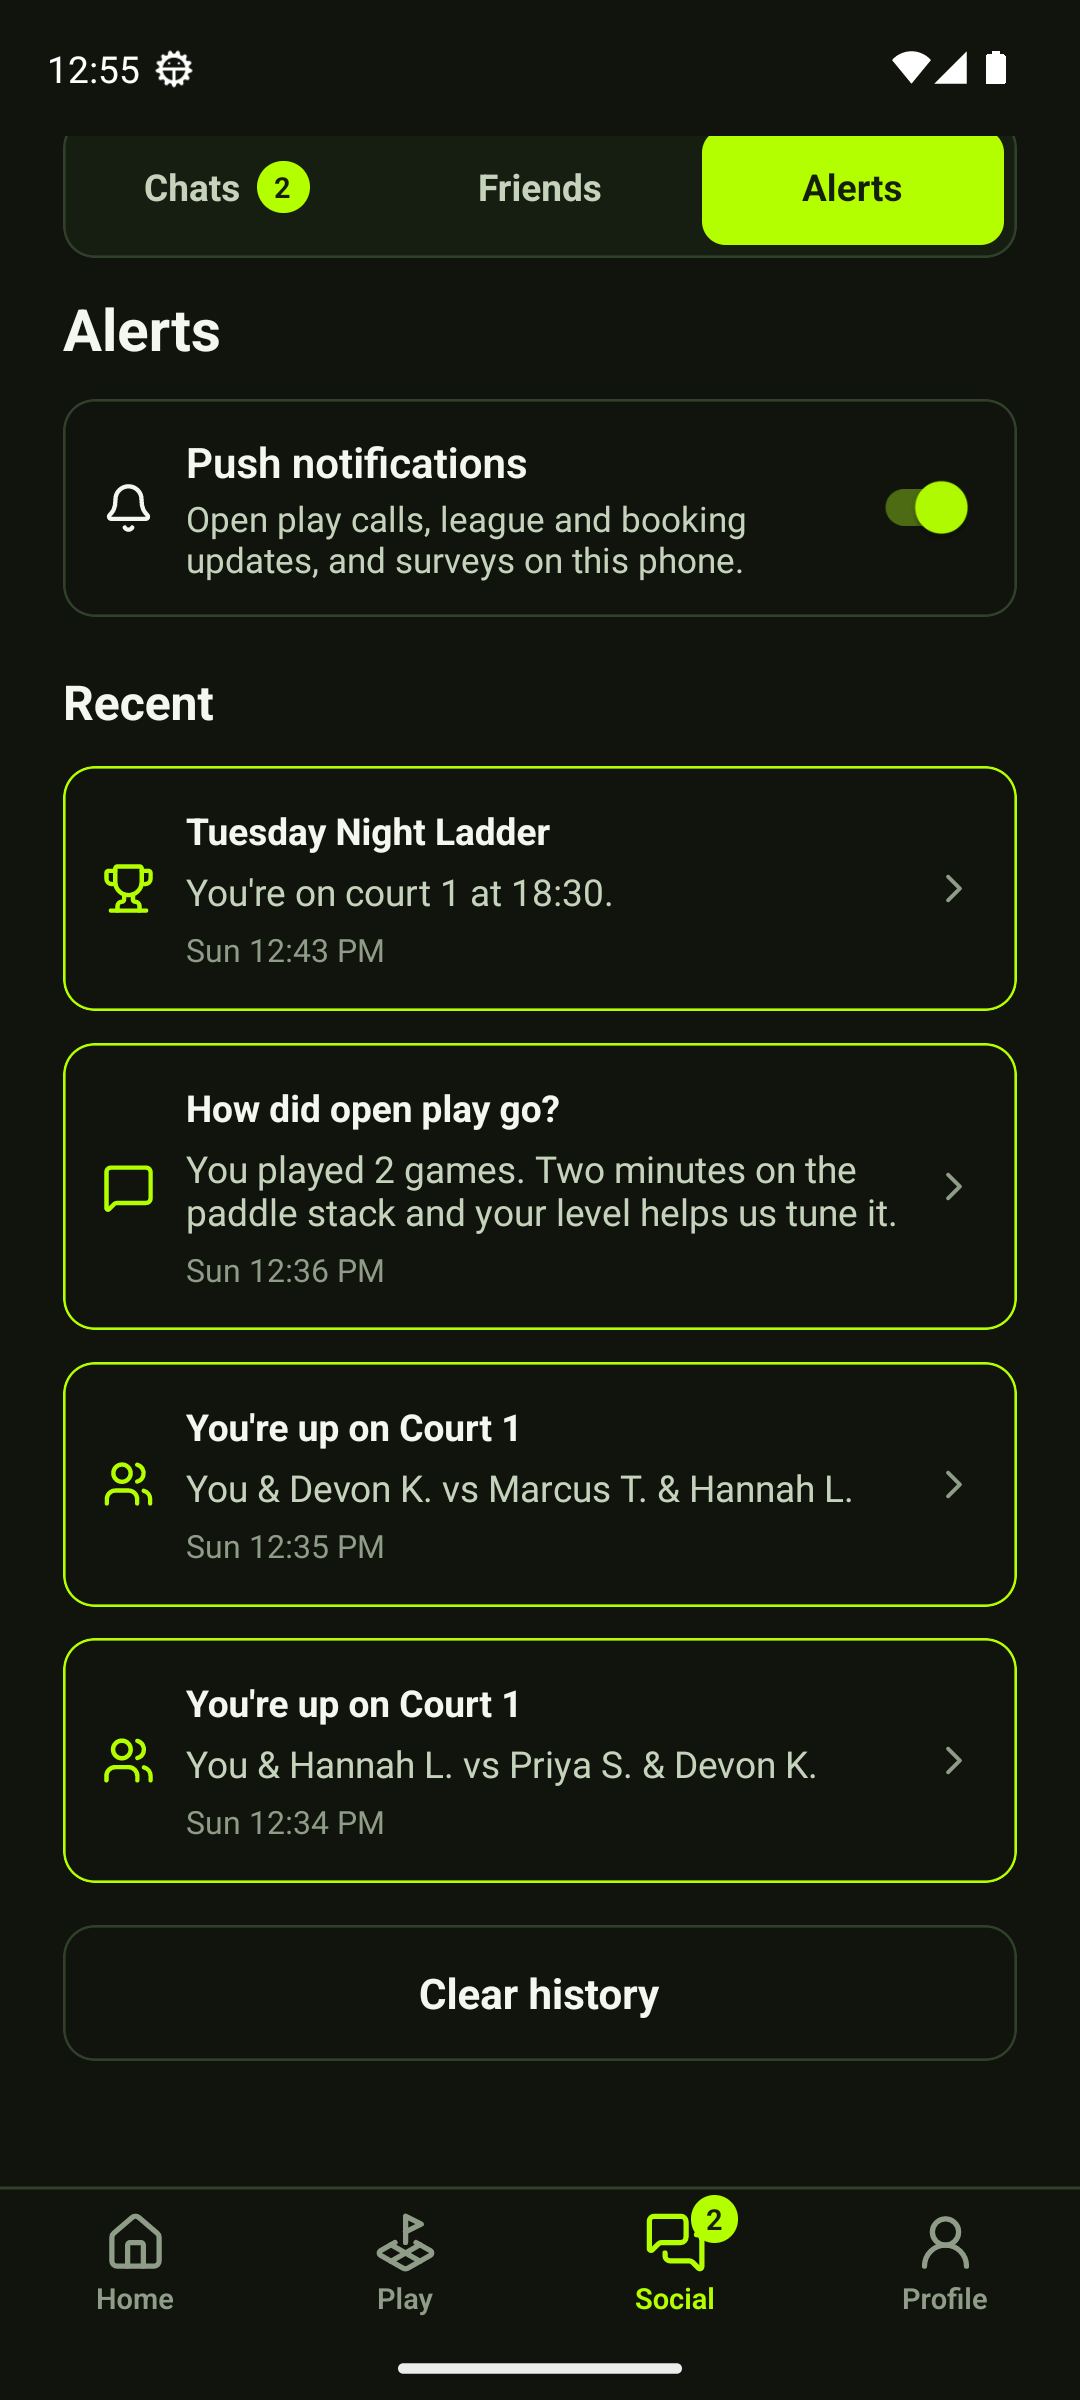 12:55
Chats 2
Friends
Alerts
Alerts
Push notifications
Open play calls, league and booking
updates, and surveys on this phone.
Recent
Tuesday Night Ladder
You're on court 1 at 18:30.
Sun 12:43 PM
How did open play go?
You played 2 games. Two minutes on the
paddle stack and your level helps us tune it.
Sun 12:36 PM
You're up on Court 1
You & Devon K. vs Marcus T. & Hannah L.
Sun 12:35 PM
You're up on Court 1
You & Hannah L. vs Priya S. & Devon K.
Sun 12:34 PM
Clear history
2
Home
Play
Social
Profile